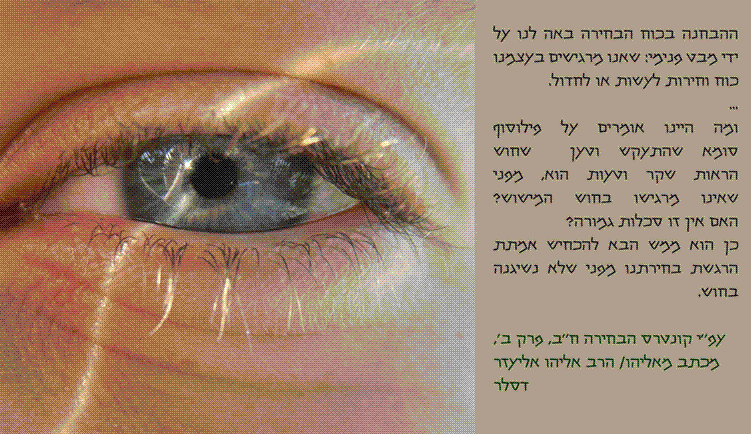 ההבחנה בכוח הבחירה באה לנו על
ידי מבט פנימי: שאנו מרגישים בעצמנו
כוח וחירות לעשות או לחדול.
...
ומה היינו אומרים על פילוסוף
סומא שהתעקש וטען שחוש
הראות שקר וטעות הוא, מפני
שאינו מרגישו בחוש המישוש?
האם אין זו סכלות גמורה?
כן הוא ממש הבא להכחיש אמתת
הרגשת בחירתנו מפני שלא נשיגנה
בחוש.
עפ״י קונטרס הבחירה ח״ב, פרק ב׳,
מכתב מאליהו/ הרב אליהו אליעזר
דסלר